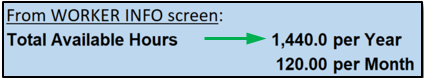 From WORKER INFO screen:
Total Available Hours 1,440.0 per Year
120.00 per Month